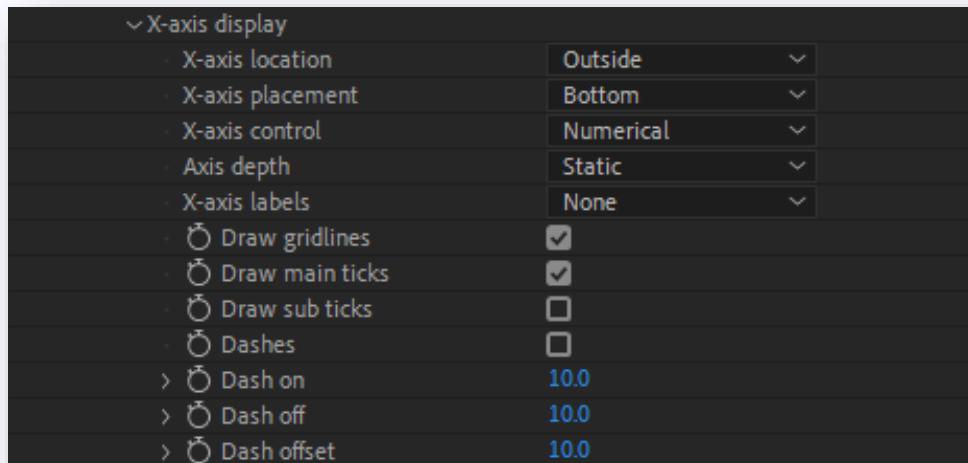 X-axis display
X-axis location Outside
X-axis placement Bottom
X-axis control Numerical
Axis depth Static
X-axis labels None
Draw gridlines
Draw main ticks
Draw sub ticks
Dashes
Dash on 10.0
Dash off 10.0
Dash offset 10.0